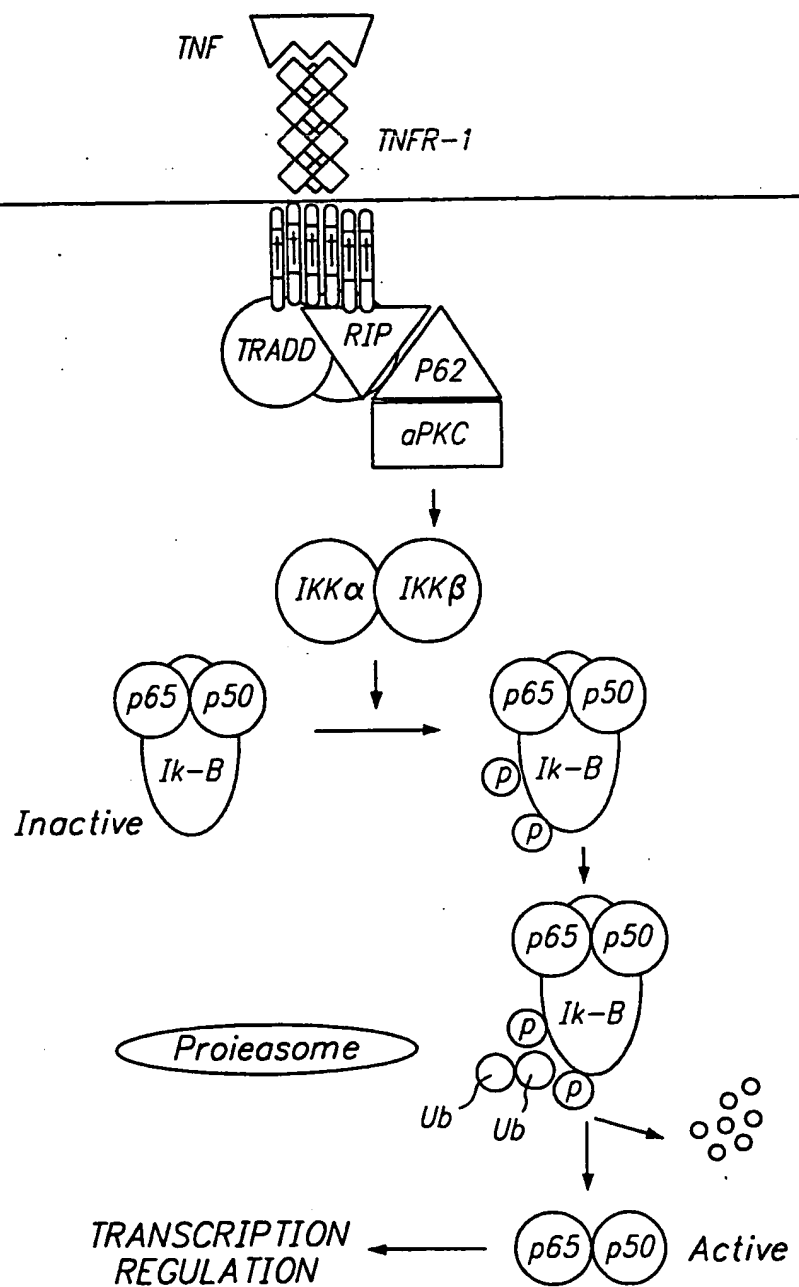 TNF
TNFR-1
TRADD
RIP
P62
aPKC
IKKα
IKKβ
p65
p50
Ik-B
Inactive
p65
p50
Ik-B
p
p
p65
p50
Ik-B
p
Proieasome
p
Ub
Ub
TRANSCRIPTION
REGULATION
p65
p50
Active